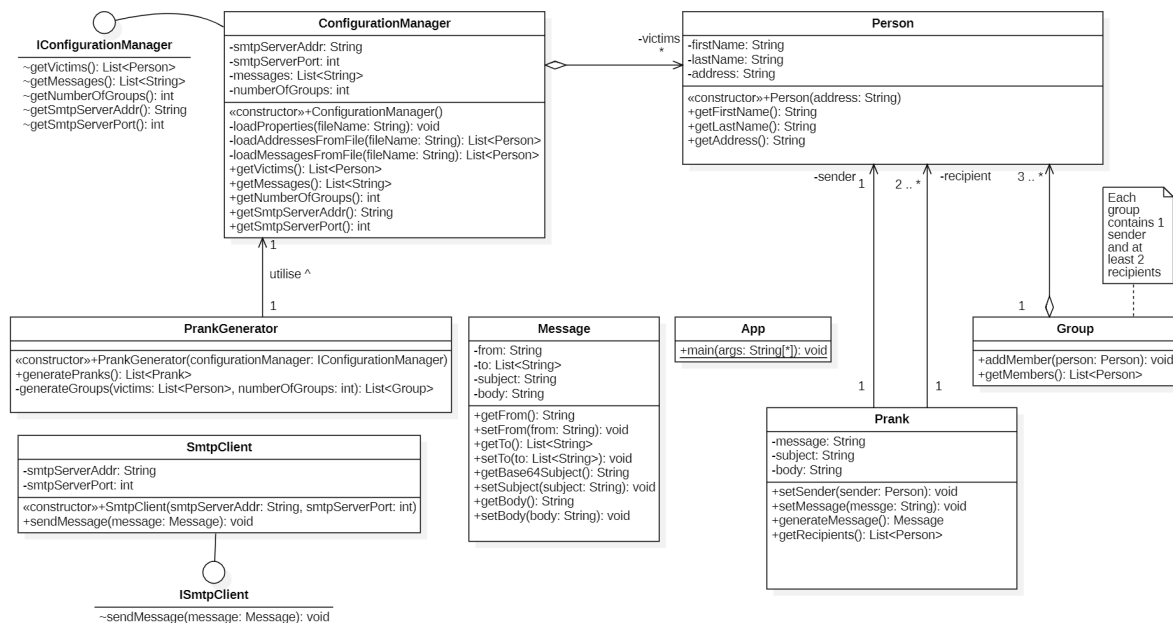 IConfigurationManager
~getVictims(): List<Person>
~getMessages(): List<String>
~getNumberOfGroups(): int
~getSmtpServerAddr(): String
~getSmtpServerPort(): int
ConfigurationManager
-smtpServerAddr: String
-smtpServerPort: int
-messages: List<String>
-numberOfGroups: int
«constructor»+ConfigurationManager()
-loadProperties(fileName: String): void
-loadAddressesFromFile(fileName: String): List<Person>
-loadMessagesFromFile(fileName: String): List<Person>
+getVictims(): List<Person>
+getMessages(): List<String>
+getNumberOfGroups(): int
+getSmtpServerAddr(): String
+getSmtpServerPort(): int
-victims
*
Person
-firstName: String
-lastName: String
-address: String
«constructor»+Person(address: String)
+getFirstName(): String
+getLastName(): String
+getAddress(): String
-sender
1
2 .. *
-recipient
3 .. *
Each
group
contains 1
sender
and at
least 2
recipients
1
utilise ^
1
1
PrankGenerator
«constructor»+PrankGenerator(configurationManager: IConfigurationManager)
+generatePranks(): List<Prank>
-generateGroups(victims: List<Person>, numberOfGroups: int): List<Group>
Message
-from: String
-to: List<String>
-subject: String
-body: String
+getFrom(): String
+setFrom(from: String): void
+getTo(): List<String>
+setTo(to: List<String>): void
+getBase64Subject(): String
+setSubject(subject: String): void
+getBody(): String
+setBody(body: String): void
App
+main(args: String[*]): void
Group
+addMember(person: Person): void
+getMembers(): List<Person>
1
1
Prank
-message: String
-subject: String
-body: String
+setSender(sender: Person): void
+setMessage(messge: String): void
+generateMessage(): Message
+getRecipients(): List<Person>
SmtpClient
-smtpServerAddr: String
-smtpServerPort: int
«constructor»+SmtpClient(smtpServerAddr: String, smtpServerPort: int)
+sendMessage(message: Message): void
ISmtpClient
~sendMessage(message: Message): void